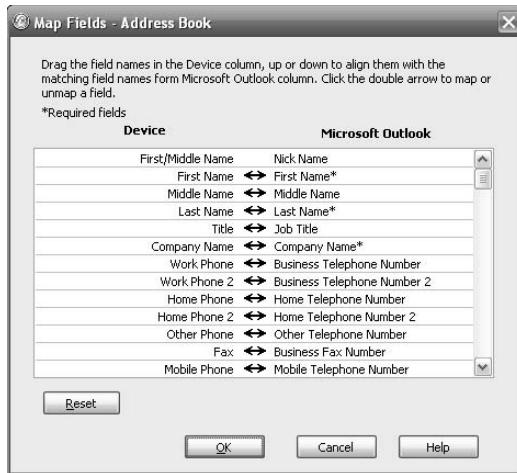 Map Fields - Address Book
Drag the field names in the Device column, up or down to align them with the
matching field names form Microsoft Outlook column. Click the double arrow to map or
unmap a field.
*Required fields
Device Microsoft Outlook
First/Middle Name Nick Name
First Name ↔ First Name*
Middle Name ↔ Middle Name
Last Name ↔ Last Name*
Title ↔ Job Title
Company Name ↔ Company Name*
Work Phone ↔ Business Telephone Number
Work Phone 2 ↔ Business Telephone Number 2
Home Phone ↔ Home Telephone Number
Home Phone 2 ↔ Home Telephone Number 2
Other Phone ↔ Other Telephone Number
Fax ↔ Business Fax Number
Mobile Phone ↔ Mobile Telephone Number
Reset
OK Cancel Help